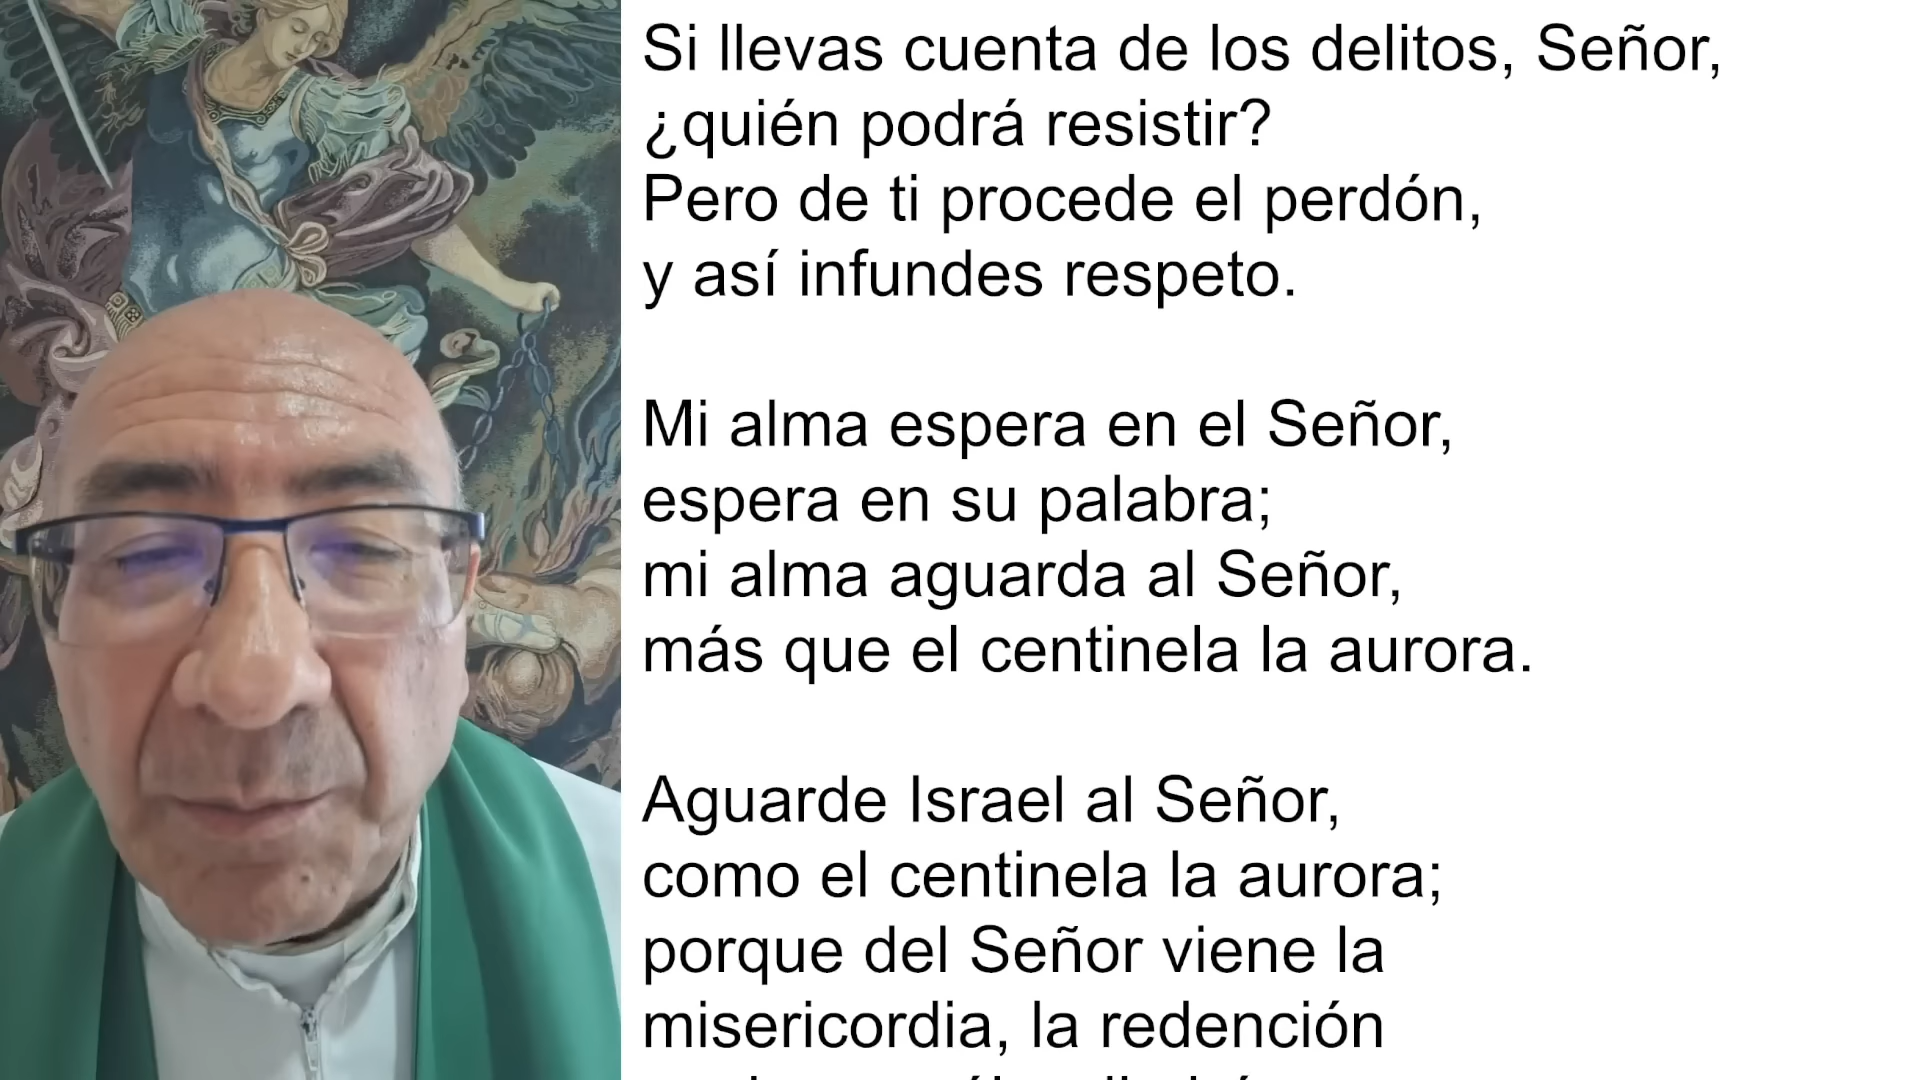 Si llevas cuenta de los delitos, Señor,
¿quién podrá resistir?
Pero de ti procede el perdón,
y así infundes respeto.
Mi alma espera en el Señor,
espera en su palabra;
mi alma aguarda al Señor,
más que el centinela la aurora.
Aguarde Israel al Señor,
como el centinela la aurora;
porque del Señor viene la
misericordia, la redención